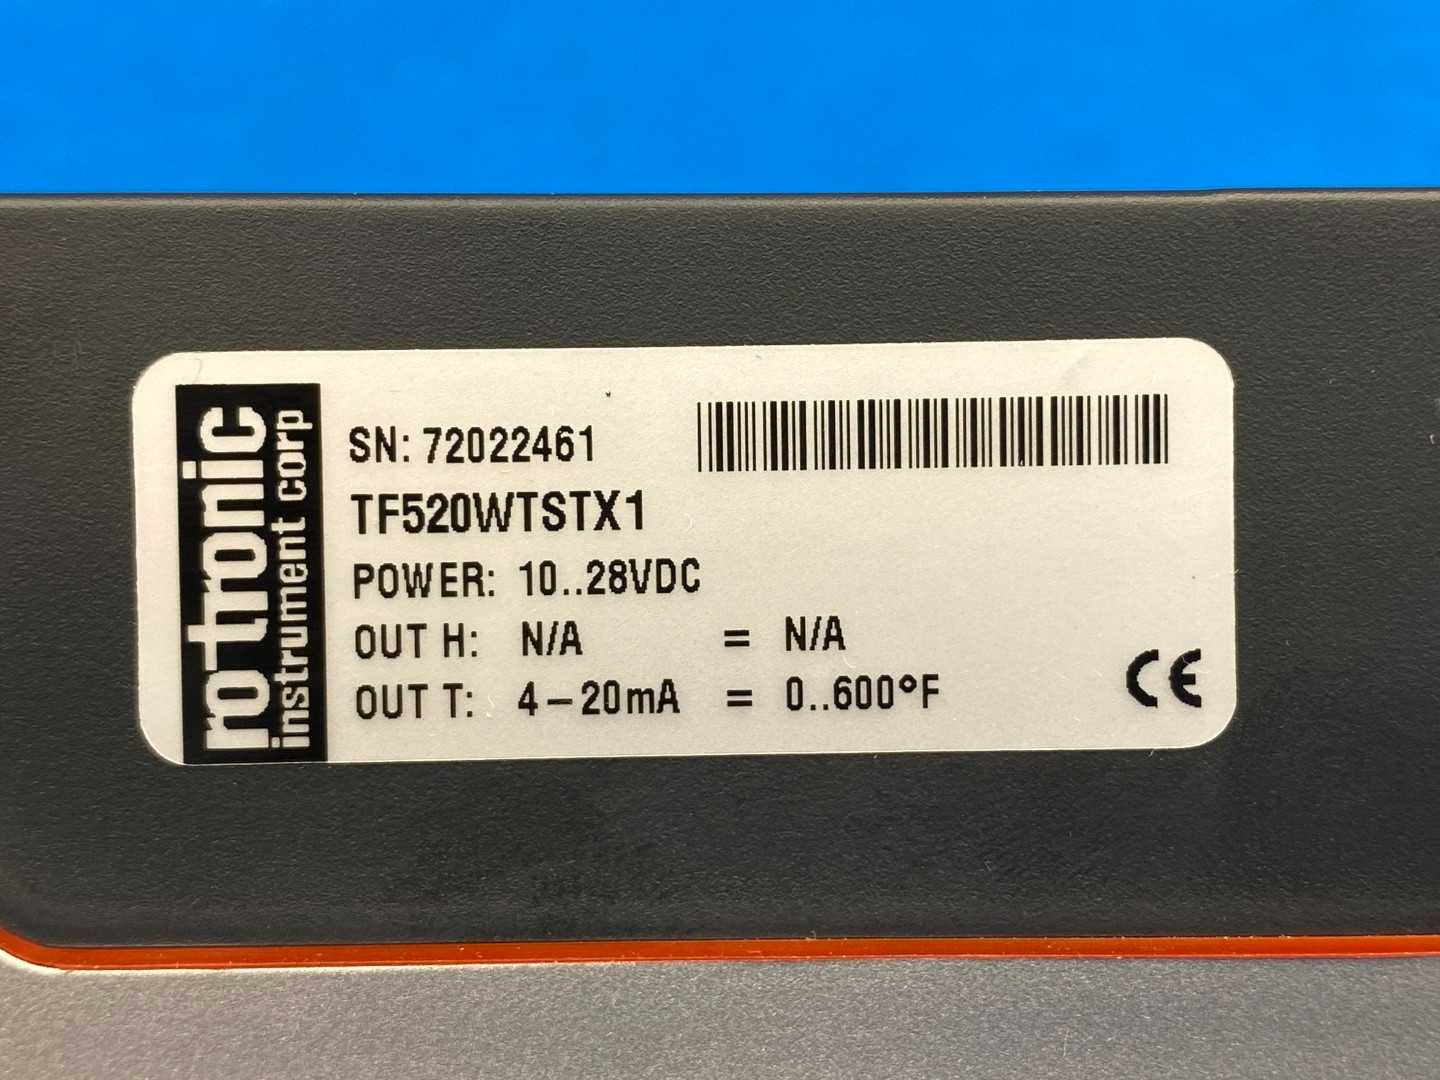 rotronic
instrument corp
SN: 72022461
TF520WTSTX1
POWER: 10..28VDC
OUT H: N/A = N/A
OUT T: 4-20mA = 0..600°F
CE